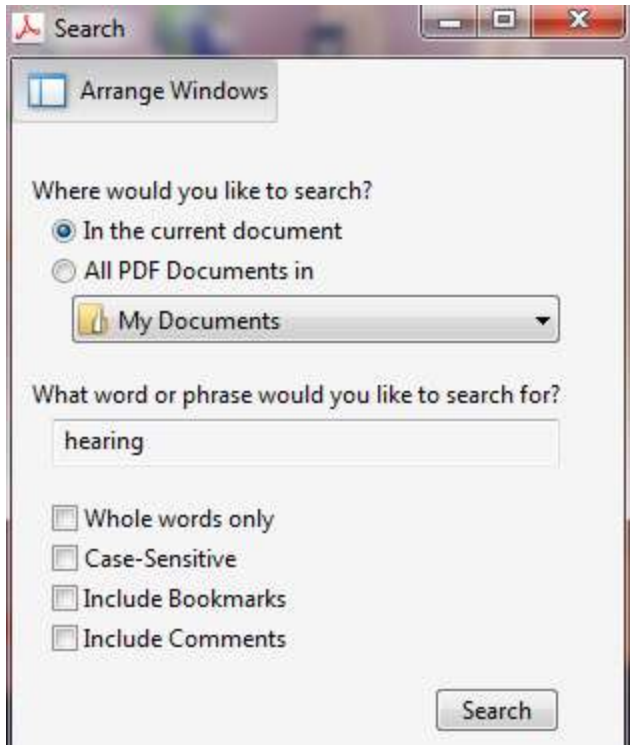 Search
Arrange Windows
Where would you like to search?
In the current document
All PDF Documents in
My Documents
What word or phrase would you like to search for?
hearing
Whole words only
Case-Sensitive
Include Bookmarks
Include Comments
Search